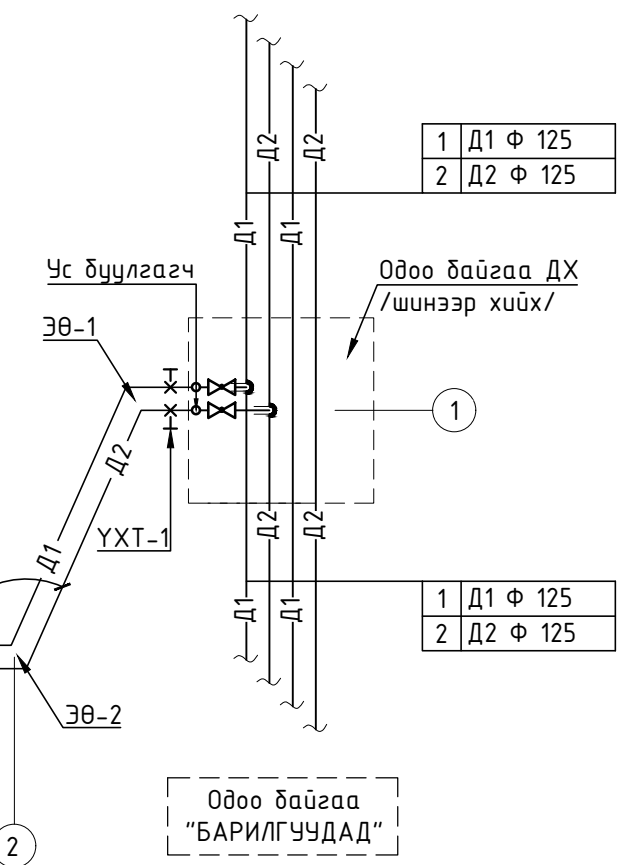 Д2
Д2
1 Д1 Ф 125
2 Д2 Ф 125
Д1
Д1
Ус буулгагч
Одоо байгаа ДХ
/шинээр хийх/
ЭӨ-1
1
Д2
ҮХТ-1
Д2
Д2
Д1
1 Д1 Ф 125
2 Д2 Ф 125
Д1
Д1
ЭӨ-2
Одоо байгаа
"БАРИЛГУУДАД"
2